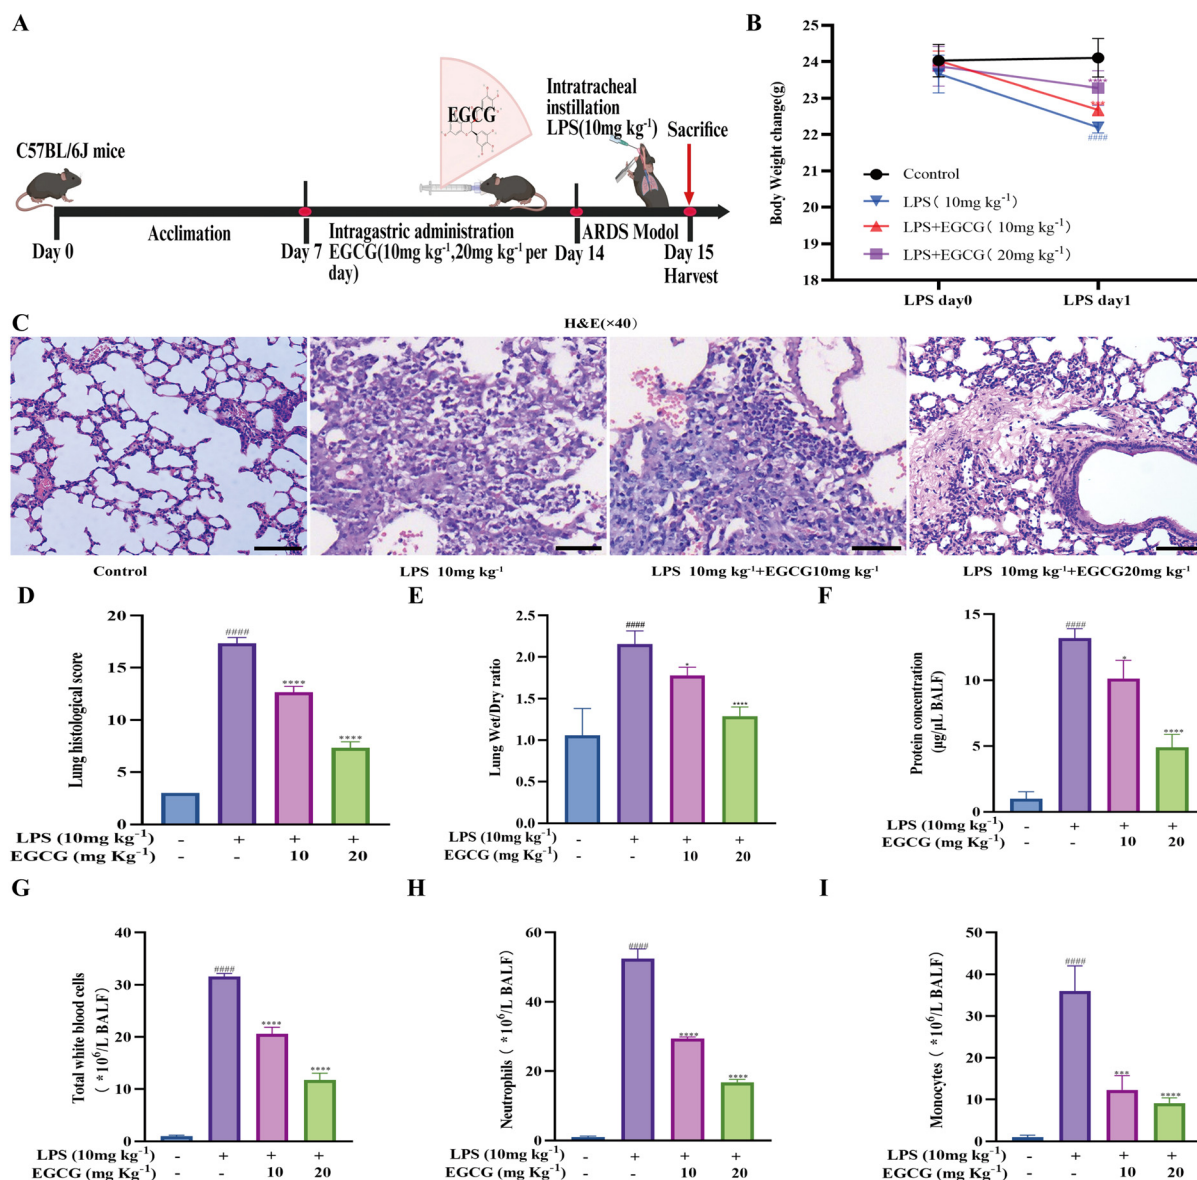 A
EGCG
Intratracheal
instillation
LPS(10mg kg⁻¹)
Sacrifice
C57BL/6J mice
Acclimation
Day 0
Day 7
Intragastric administration
EGCG(10mg kg⁻¹,20mg kg⁻¹ per
day)
Day 14
ARDS Modol
Day 15
Harvest
B
Body Weight change(g)
25
24
23
22
21
20
19
18
****
***
####
Ccontrol
LPS( 10mg kg⁻¹)
LPS+EGCG( 10mg kg⁻¹)
LPS+EGCG( 20mg kg⁻¹)
LPS day0
LPS day1
C
H&E(×40)
Control
LPS 10mg kg⁻¹
LPS 10mg kg⁻¹+EGCG10mg kg⁻¹
LPS 10mg kg⁻¹+EGCG20mg kg⁻¹
D
Lung histological score
20
15
10
5
0
####
****
****
LPS (10mg kg⁻¹) - + + +
EGCG (mg Kg⁻¹) - - 10 20
E
Lung Wet/Dry ratio
2.5
2.0
1.5
1.0
0.5
0.0
####
*
****
LPS (10mg kg⁻¹) - + + +
EGCG (mg Kg⁻¹) - - 10 20
F
Protein concentration
(μg/μL BALF)
15
10
5
0
####
*
****
LPS (10mg kg⁻¹) - + + +
EGCG (mg Kg⁻¹) - - 10 20
G
Total white blood cells
( *10⁶/L BALF)
40
30
20
10
0
####
****
****
LPS (10mg kg⁻¹) - + + +
EGCG (mg Kg⁻¹) - - 10 20
H
Neutrophils ( *10⁶/L BALF)
60
40
20
0
####
****
****
LPS (10mg kg⁻¹) - + + +
EGCG (mg Kg⁻¹) - - 10 20
I
Monocytes ( *10⁶/L BALF)
50
40
30
20
10
0
####
***
****
LPS (10mg kg⁻¹) - + + +
EGCG (mg Kg⁻¹) - - 10 20